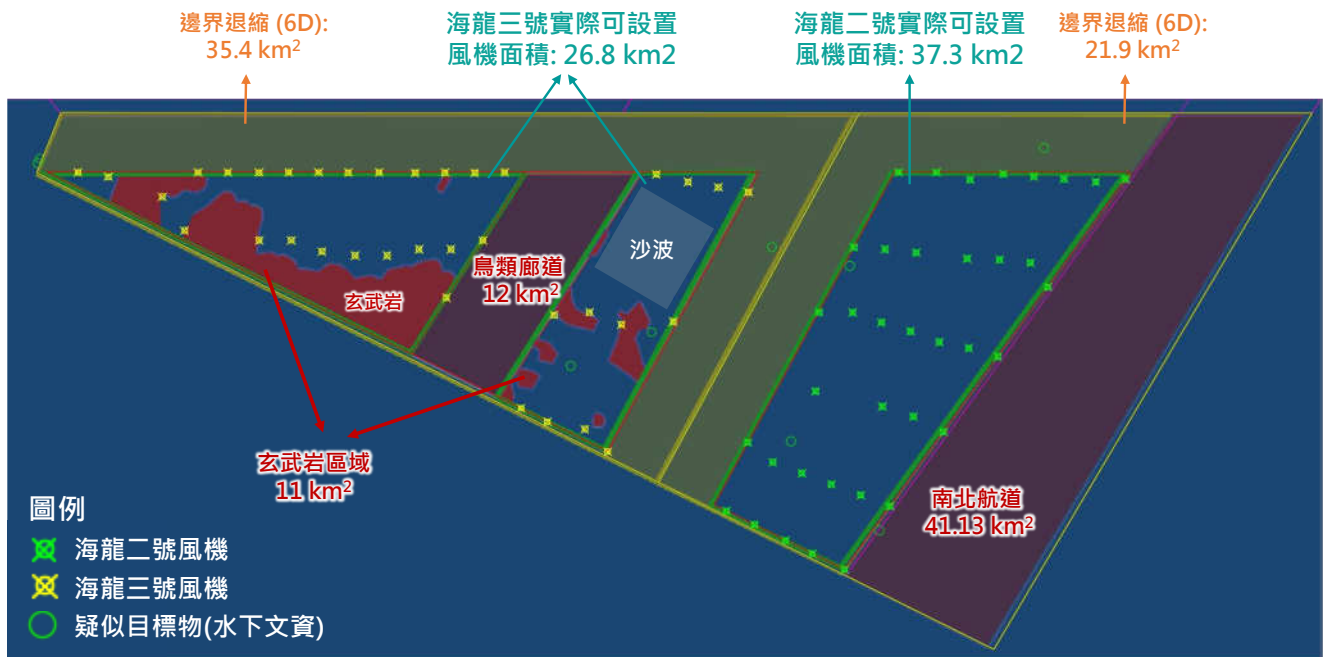 邊界退縮 (6D):
35.4 km²
海龍三號實際可設置
風機面積: 26.8 km2
海龍二號實際可設置
風機面積: 37.3 km2
邊界退縮 (6D):
21.9 km²
沙波
鳥類廊道
12 km²
玄武岩
玄武岩區域
11 km²
南北航道
41.13 km²
圖例
海龍二號風機
海龍三號風機
疑似目標物(水下文資)